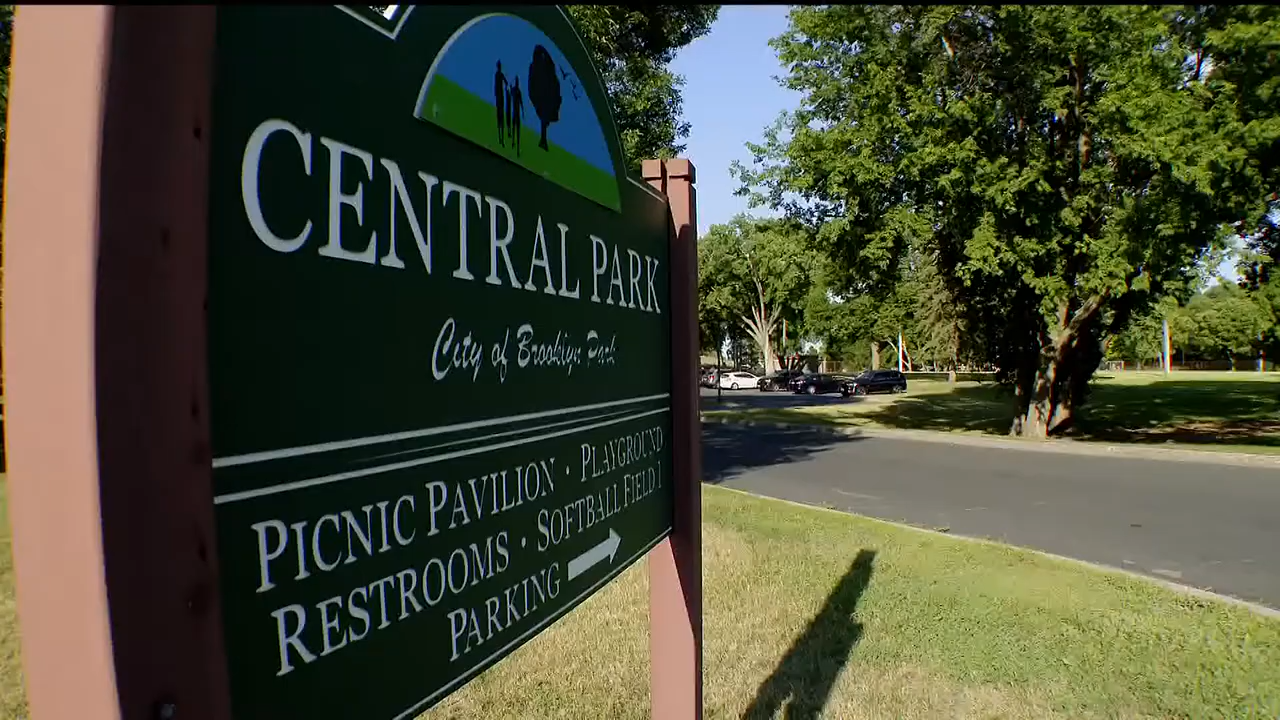 CENTRAL PARK
City of Brooklyn Park
PICNIC PAVILION · PLAYGROUND
RESTROOMS · SOFTBALL FIELD 1
PARKING